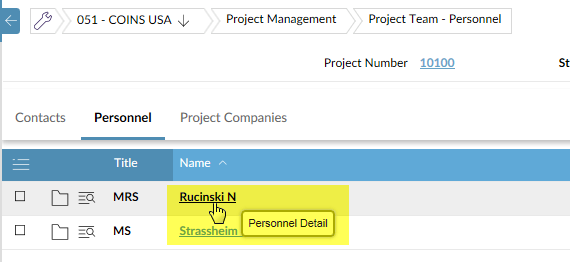 051 - COINS USA Project Management Project Team - Personnel
Project Number 10100 St
Contacts Personnel Project Companies
Title Name
MRS Rucinski N
Personnel Detail
MS Strassheim